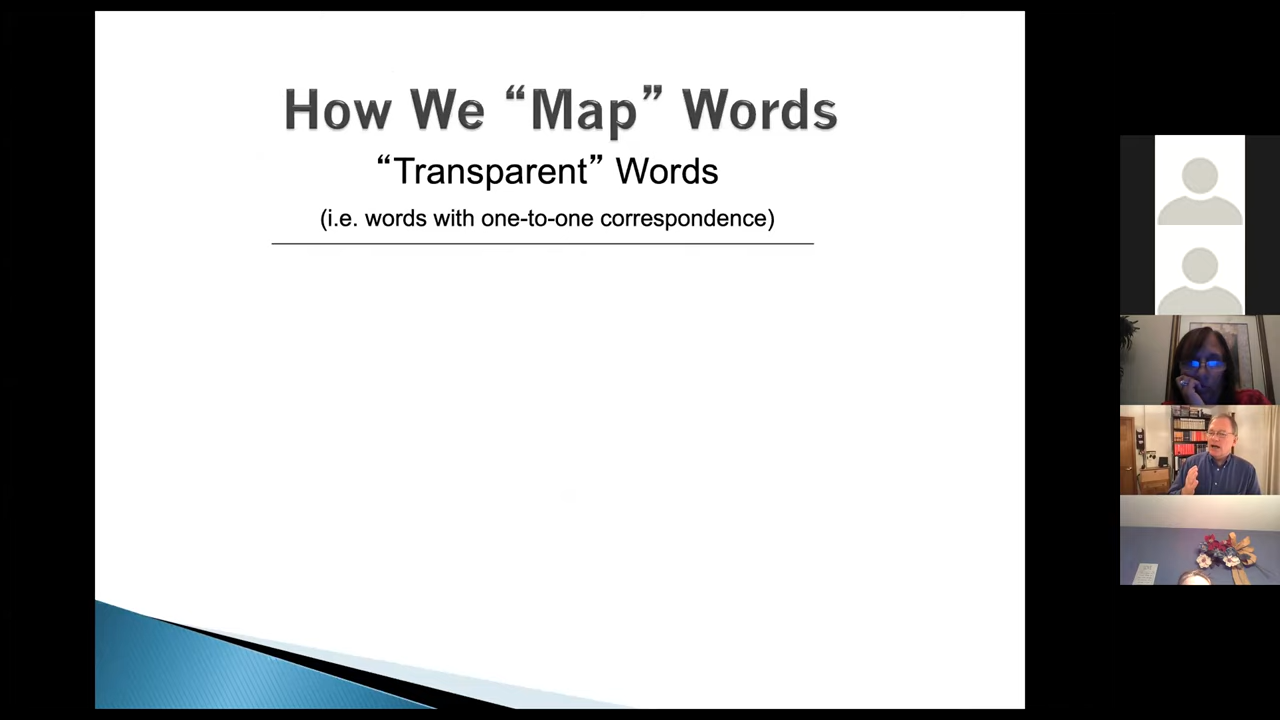 How We “Map” Words
“Transparent” Words
(i.e. words with one-to-one correspondence)